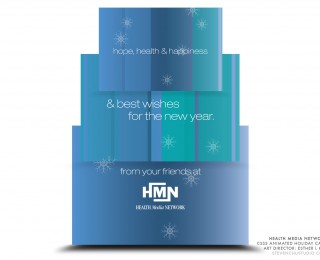 hope, health & happiness
& best wishes
for the new year.
from your friends at
HMN
HEALTH Media NETWORK
HEALTH MEDIA NETWO
CSS3 ANIMATED HOLIDAY CA
ART DIRECTOR: ESTHER L